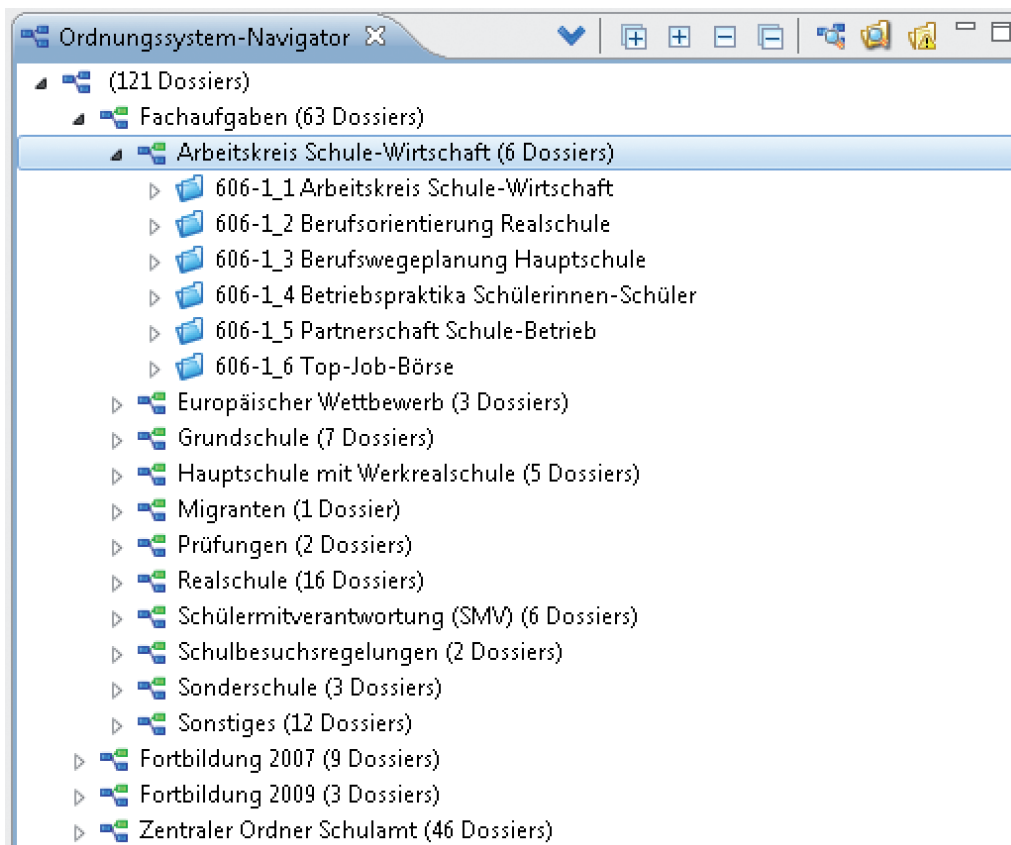 Ordnungssystem-Navigator
(121 Dossiers)
Fachaufgaben (63 Dossiers)
Arbeitskreis Schule-Wirtschaft (6 Dossiers)
606-1_1 Arbeitskreis Schule-Wirtschaft
606-1_2 Berufsorientierung Realschule
606-1_3 Berufswegeplanung Hauptschule
606-1_4 Betriebspraktika Schülerinnen-Schüler
606-1_5 Partnerschaft Schule-Betrieb
606-1_6 Top-Job-Börse
Europäischer Wettbewerb (3 Dossiers)
Grundschule (7 Dossiers)
Hauptschule mit Werkrealschule (5 Dossiers)
Migranten (1 Dossier)
Prüfungen (2 Dossiers)
Realschule (16 Dossiers)
Schülermitverantwortung (SMV) (6 Dossiers)
Schulbesuchsregelungen (2 Dossiers)
Sonderschule (3 Dossiers)
Sonstiges (12 Dossiers)
Fortbildung 2007 (9 Dossiers)
Fortbildung 2009 (3 Dossiers)
Zentraler Ordner Schulamt (46 Dossiers)